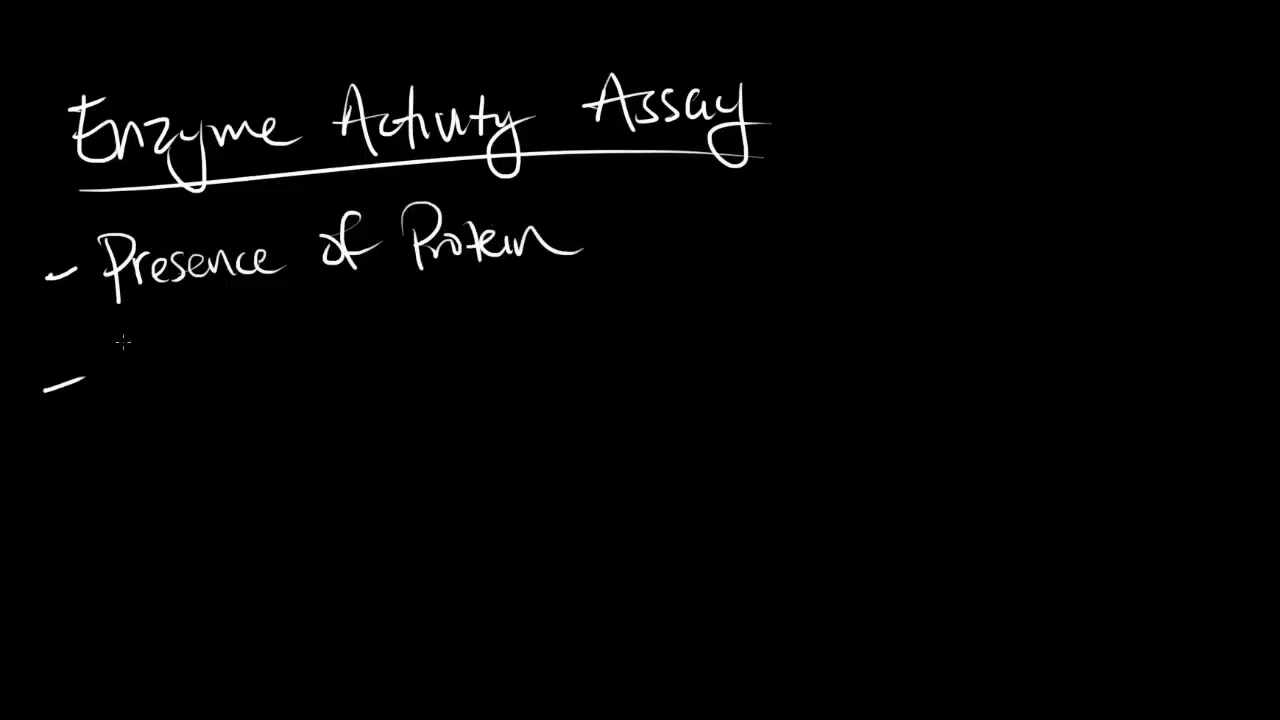 Enzyme Activity Assay
- Presence of Protein
-